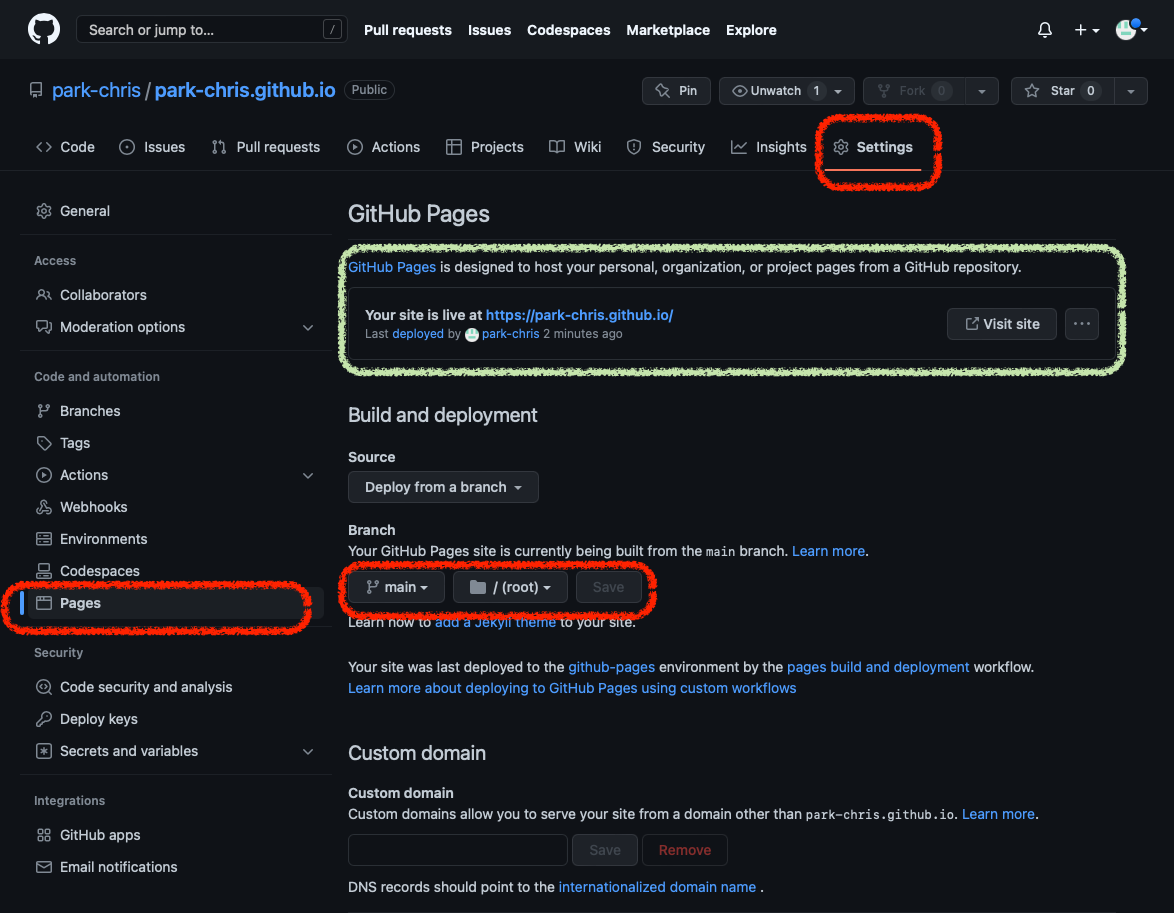 Search or jump to... /
Pull requests Issues Codespaces Marketplace Explore
park-chris / park-chris.github.io Public
Pin Unwatch 1 Fork 0 Star 0
Code Issues Pull requests Actions Projects Wiki Security Insights Settings
General
Access
Collaborators
Moderation options
Code and automation
Branches
Tags
Actions
Webhooks
Environments
Codespaces
Pages
Security
Code security and analysis
Deploy keys
Secrets and variables
Integrations
GitHub apps
Email notifications
GitHub Pages
GitHub Pages is designed to host your personal, organization, or project pages from a GitHub repository.
Your site is live at https://park-chris.github.io/
Last deployed by park-chris 2 minutes ago
Visit site
Build and deployment
Source
Deploy from a branch
Branch
Your GitHub Pages site is currently being built from the main branch. Learn more.
main / (root) Save
Learn how to add a Jekyll theme to your site.
Your site was last deployed to the github-pages environment by the pages build and deployment workflow.
Learn more about deploying to GitHub Pages using custom workflows
Custom domain
Custom domain
Custom domains allow you to serve your site from a domain other than park-chris.github.io. Learn more.
Save Remove
DNS records should point to the internationalized domain name .